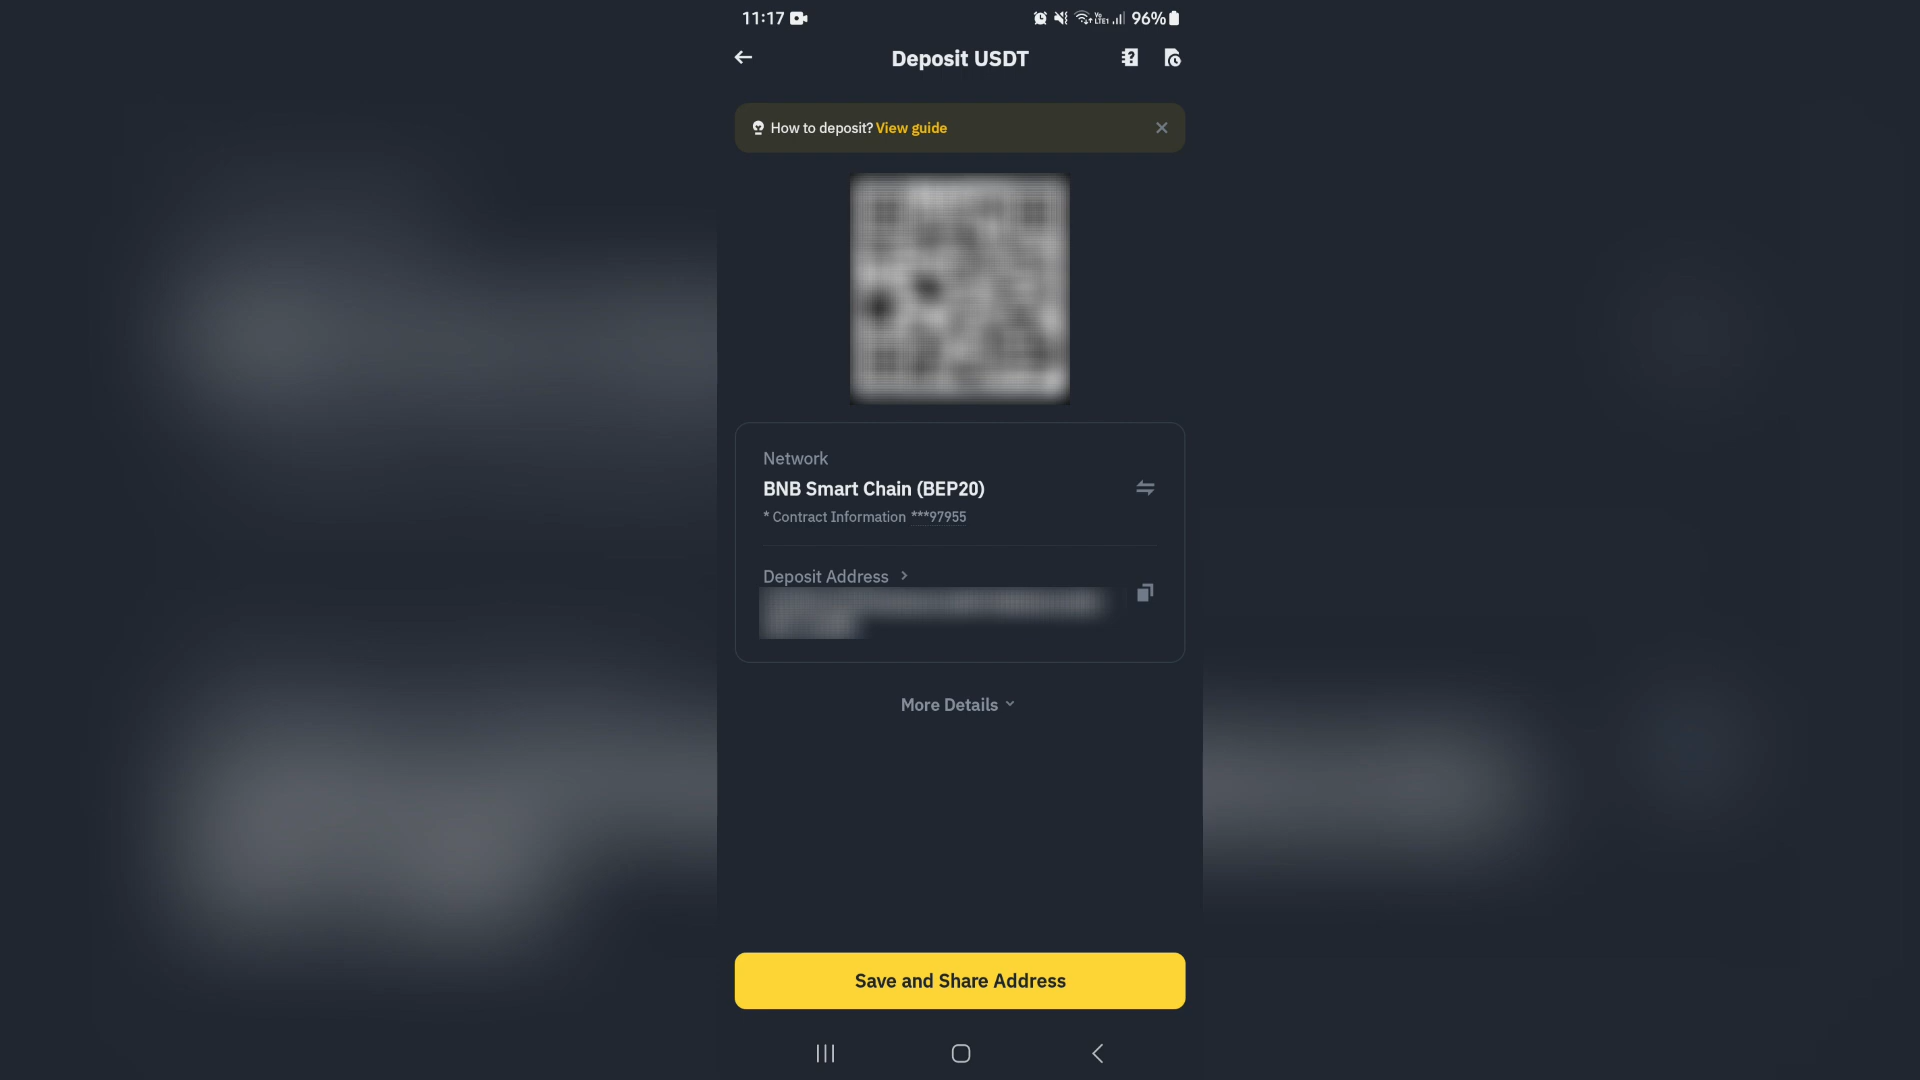 11:17 96%
Deposit USDT
How to deposit? View guide
Network
BNB Smart Chain (BEP20)
* Contract Information ***97955
Deposit Address
More Details
Save and Share Address